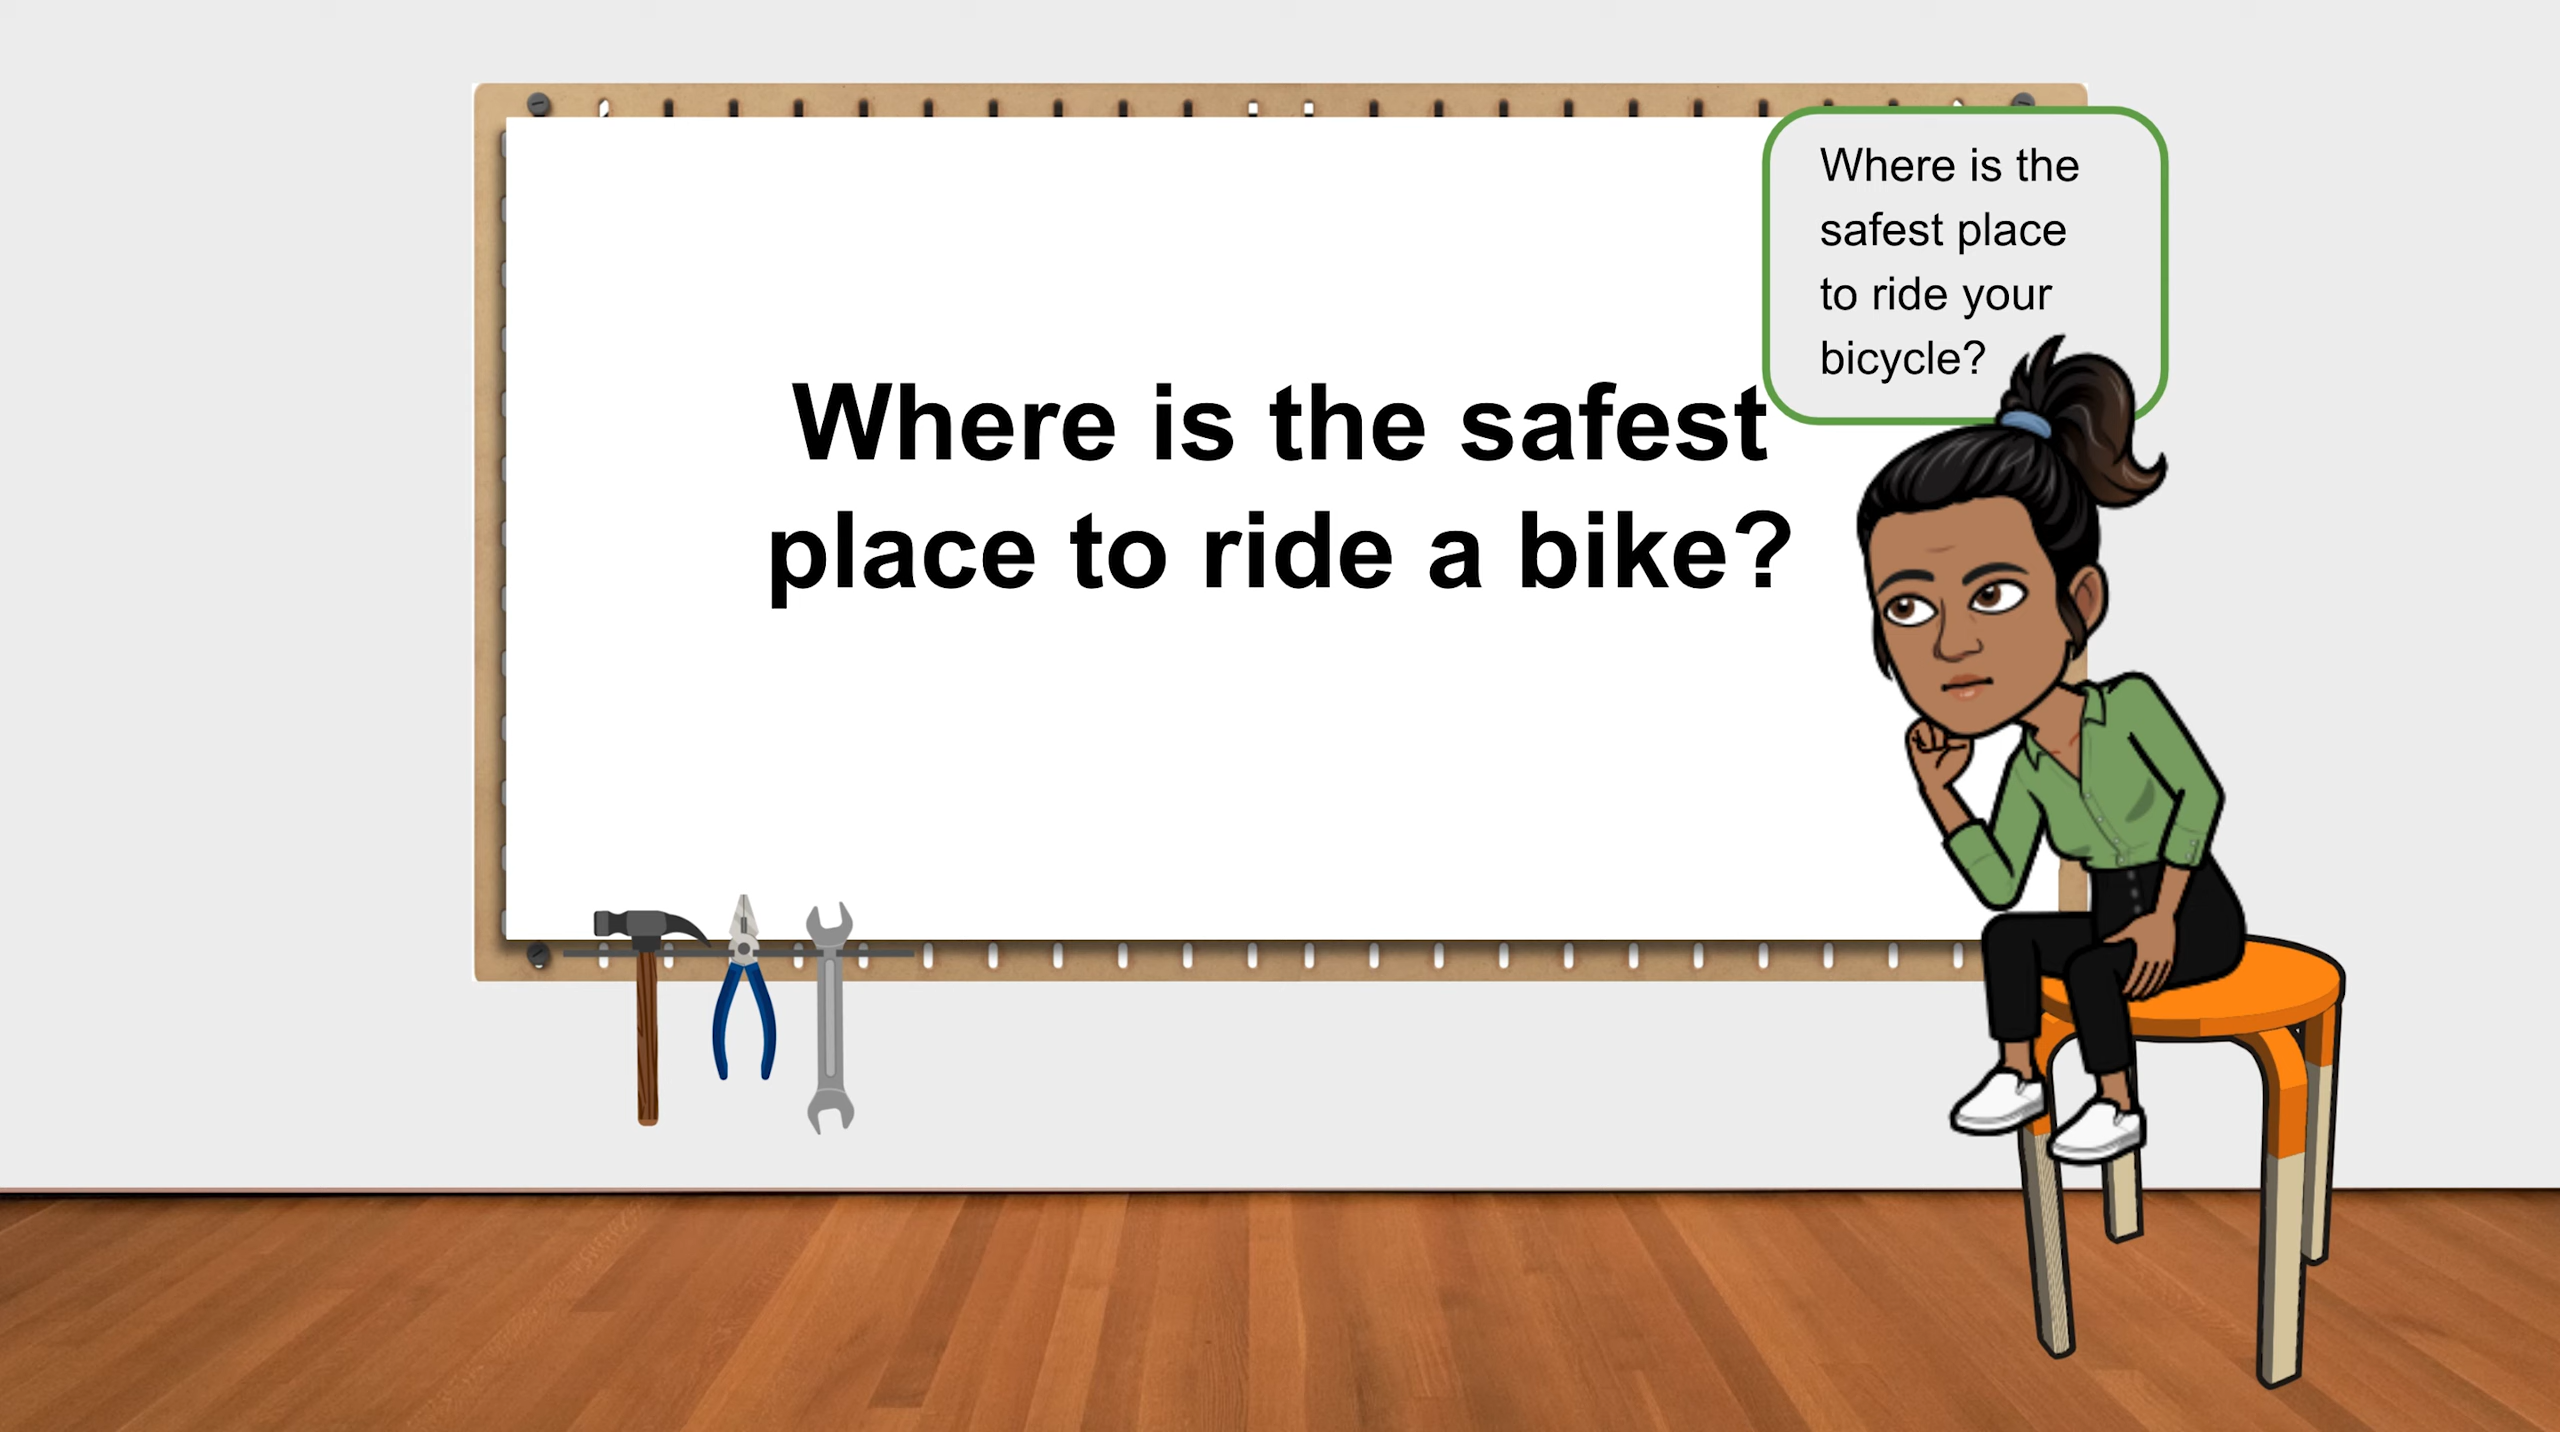 Where is the safest
place to ride a bike?
Where is the
safest place
to ride your
bicycle?